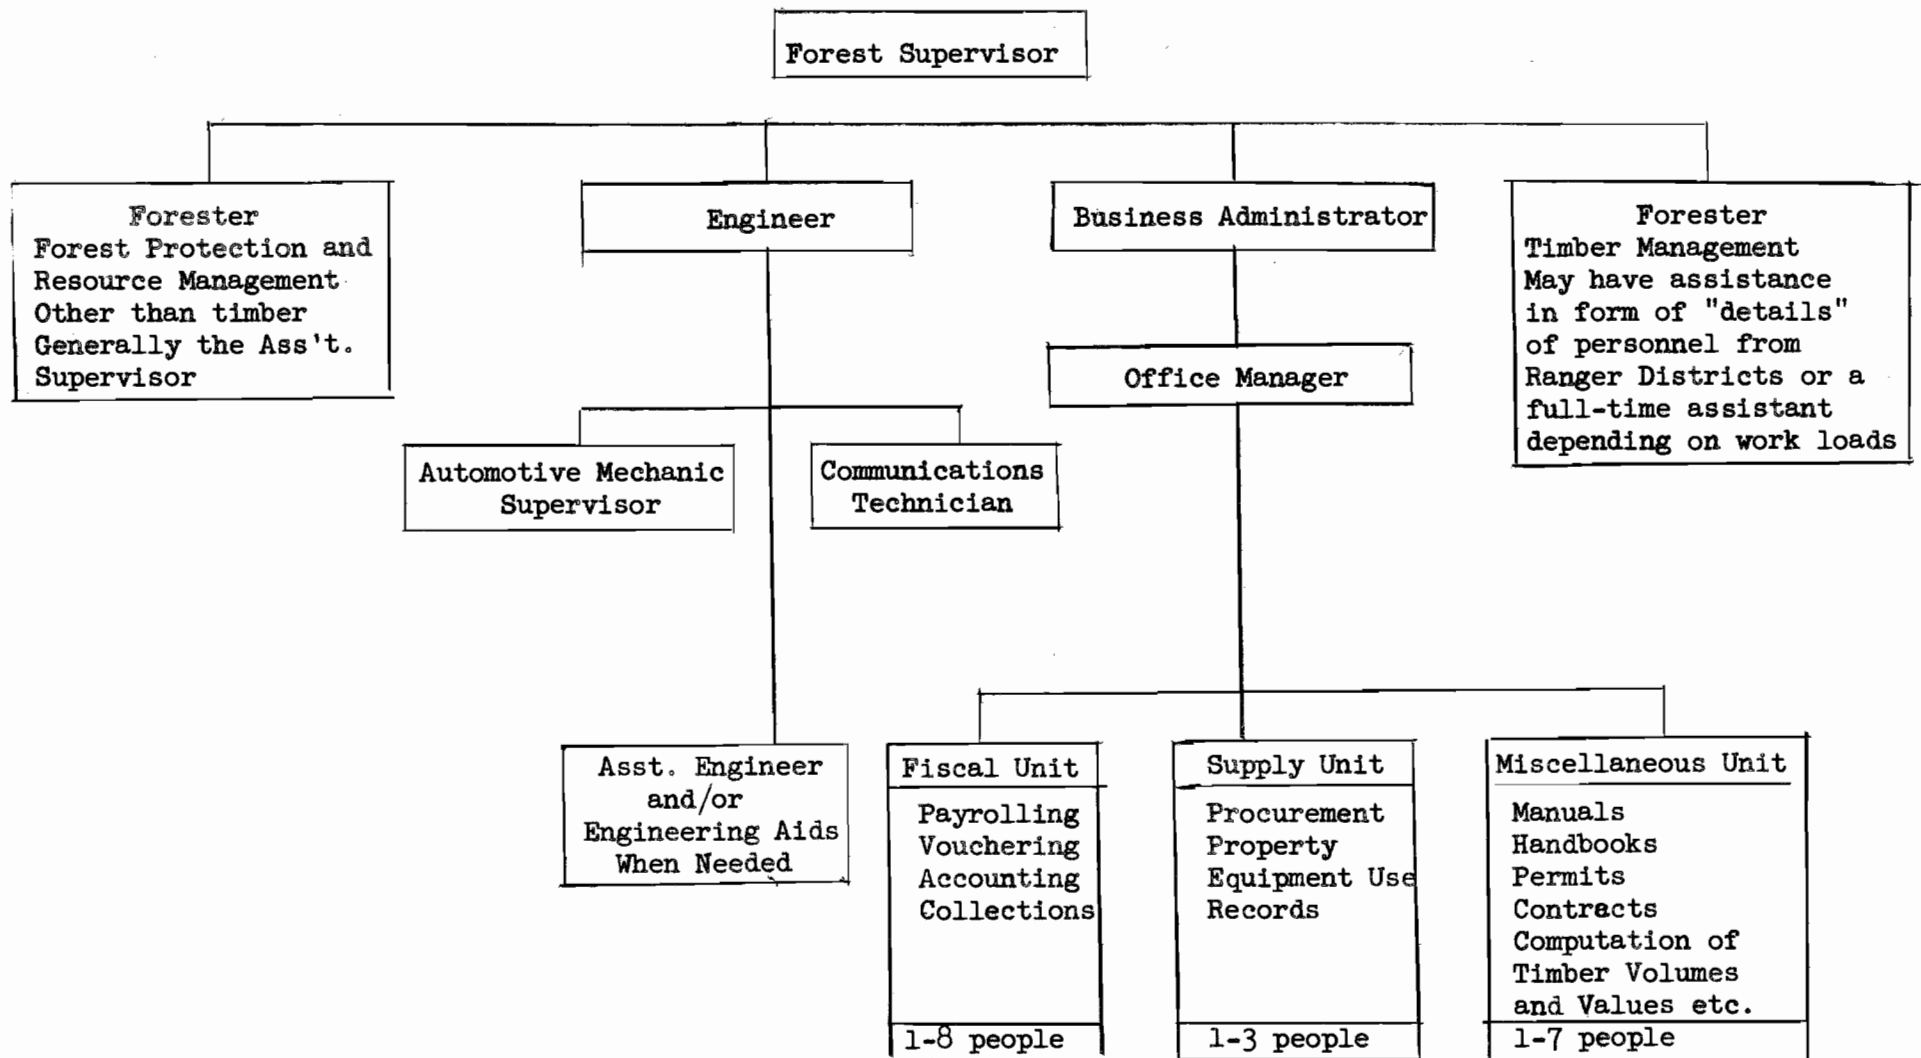 Forest Supervisor
Forester
Forest Protection and
Resource Management
Other than timber
Generally the Ass't.
Supervisor
Engineer
Business Administrator
Forester
Timber Management
May have assistance
in form of "details"
of personnel from
Ranger Districts or a
full-time assistant
depending on work loads
Office Manager
Automotive Mechanic
Supervisor
Communications
Technician
Asst. Engineer
and/or
Engineering Aids
When Needed
Fiscal Unit
Payrolling
Vouchering
Accounting
Collections
1-8 people
Supply Unit
Procurement
Property
Equipment Use
Records
1-3 people
Miscellaneous Unit
Manuals
Handbooks
Permits
Contracts
Computation of
Timber Volumes
and Values etc.
1-7 people